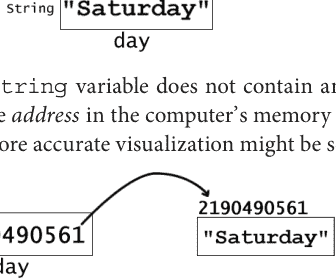 String "Saturday"
day
tring variable does not contain an
address in the computer's memory
ore accurate visualization might be s
2190490561
490561 "Saturday"
day